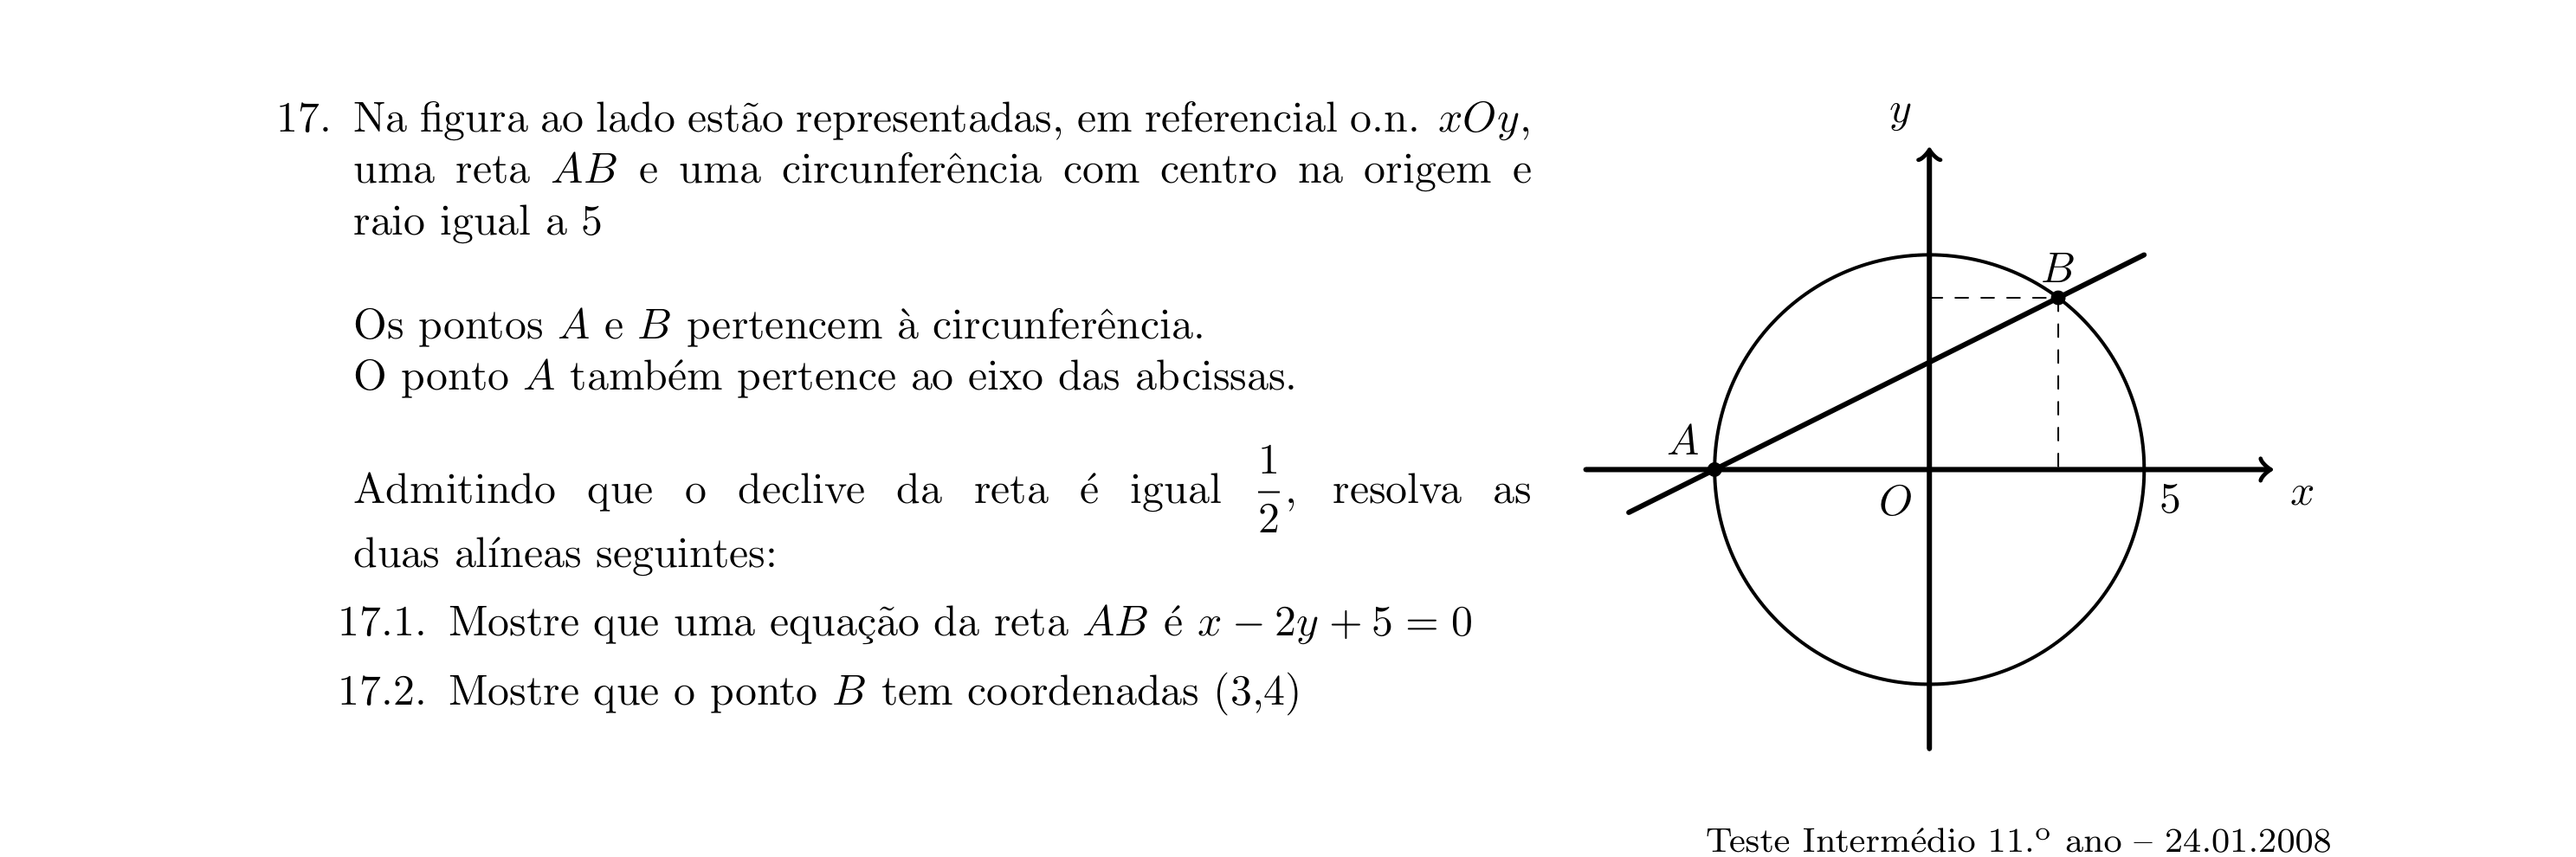 17. Na figura ao lado estão representadas, em referencial o.n. xOy,
uma reta AB e uma circunferência com centro na origem e
raio igual a 5
Os pontos A e B pertencem à circunferência.
O ponto A também pertence ao eixo das abcissas.
Admitindo que o declive da reta é igual 1/2, resolva as
duas alíneas seguintes:
17.1. Mostre que uma equação da reta AB é x − 2y + 5 = 0
17.2. Mostre que o ponto B tem coordenadas (3,4)
y
B
A
O
5
x
Teste Intermédio 11.º ano – 24.01.2008